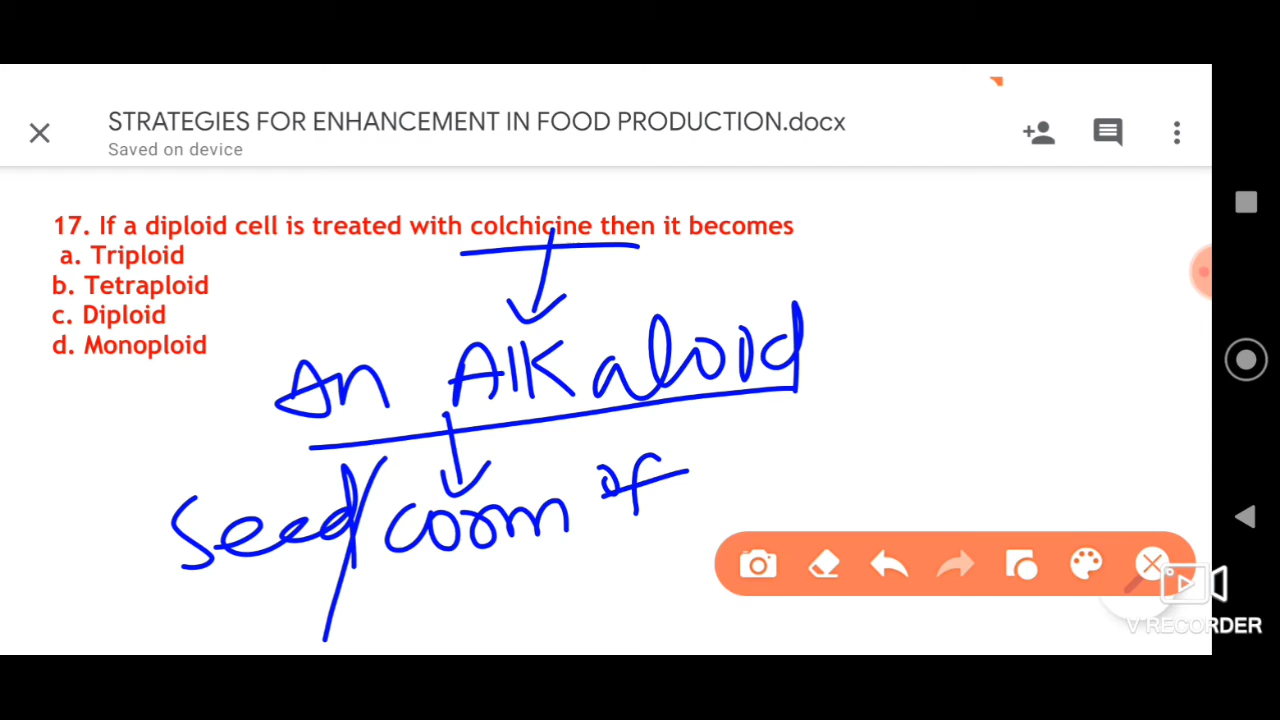 STRATEGIES FOR ENHANCEMENT IN FOOD PRODUCTION.docx
Saved on device
17. If a diploid cell is treated with colchicine then it becomes
a. Triploid
b. Tetraploid
c. Diploid
d. Monoploid
An Alkaloid
Seed/corm of
V RECORDER